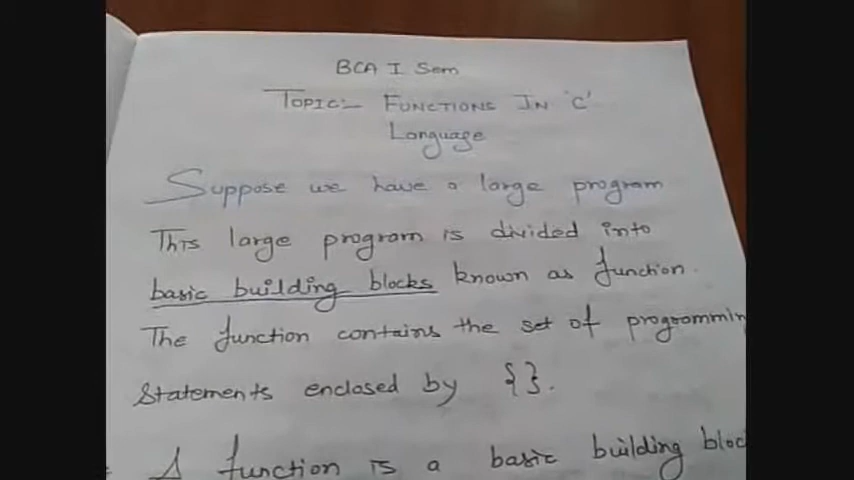 BCA I Sem
TOPIC:- FUNCTIONS IN 'C'
Language
Suppose we have a large program
This large program is divided into
basic building blocks known as function.
The function contains the set of programmin
Statements enclosed by {}.
A function is a basic building bloc